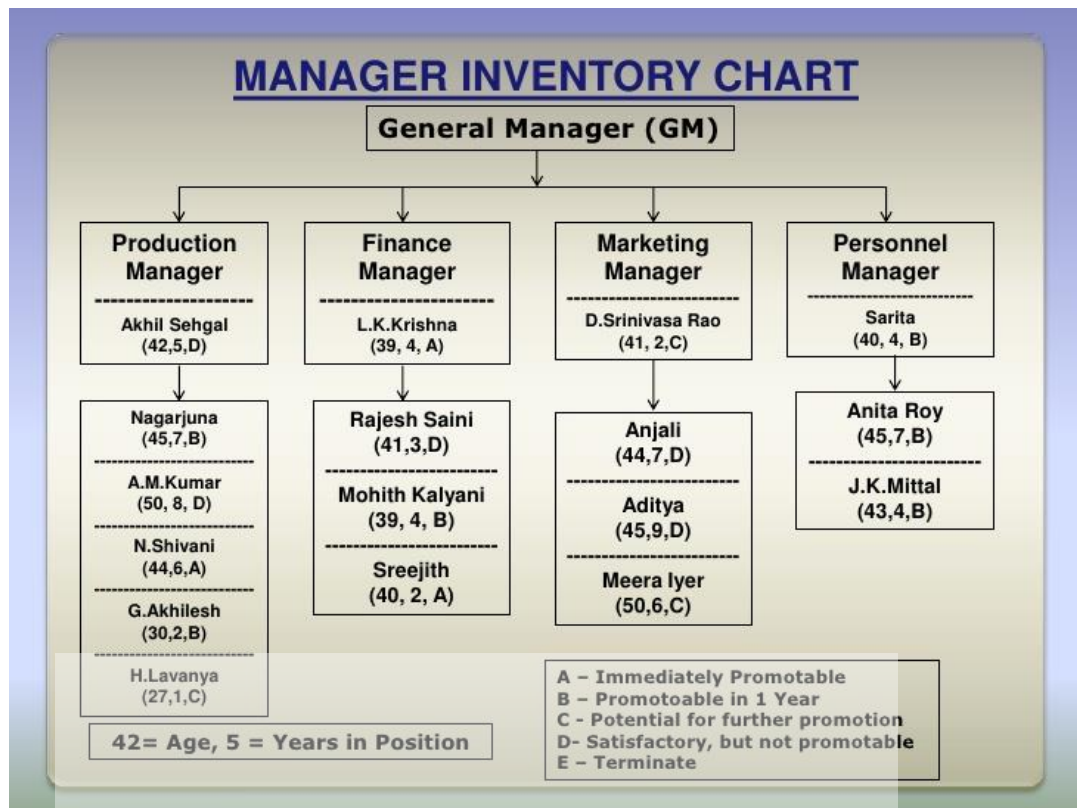 MANAGER INVENTORY CHART
General Manager (GM)
Production
Manager
--------------------
Akhil Sehgal
(42,5,D)
Nagarjuna
(45,7,B)
---------------------------
A.M.Kumar
(50, 8, D)
---------------------------
N.Shivani
(44,6,A)
---------------------------
G.Akhilesh
(30,2,B)
---------------------------
H.Lavanya
(27,1,C)
Finance
Manager
----------------------
L.K.Krishna
(39, 4, A)
Rajesh Saini
(41,3,D)
--------------------------
Mohith Kalyani
(39, 4, B)
--------------------------
Sreejith
(40, 2, A)
Marketing
Manager
--------------------------
D.Srinivasa Rao
(41, 2,C)
Anjali
(44,7,D)
--------------------------
Aditya
(45,9,D)
--------------------------
Meera Iyer
(50,6,C)
Personnel
Manager
----------------------------
Sarita
(40, 4, B)
Anita Roy
(45,7,B)
--------------------------
J.K.Mittal
(43,4,B)
42= Age, 5 = Years in Position
A – Immediately Promotable
B – Promotoable in 1 Year
C - Potential for further promotion
D- Satisfactory, but not promotable
E – Terminate